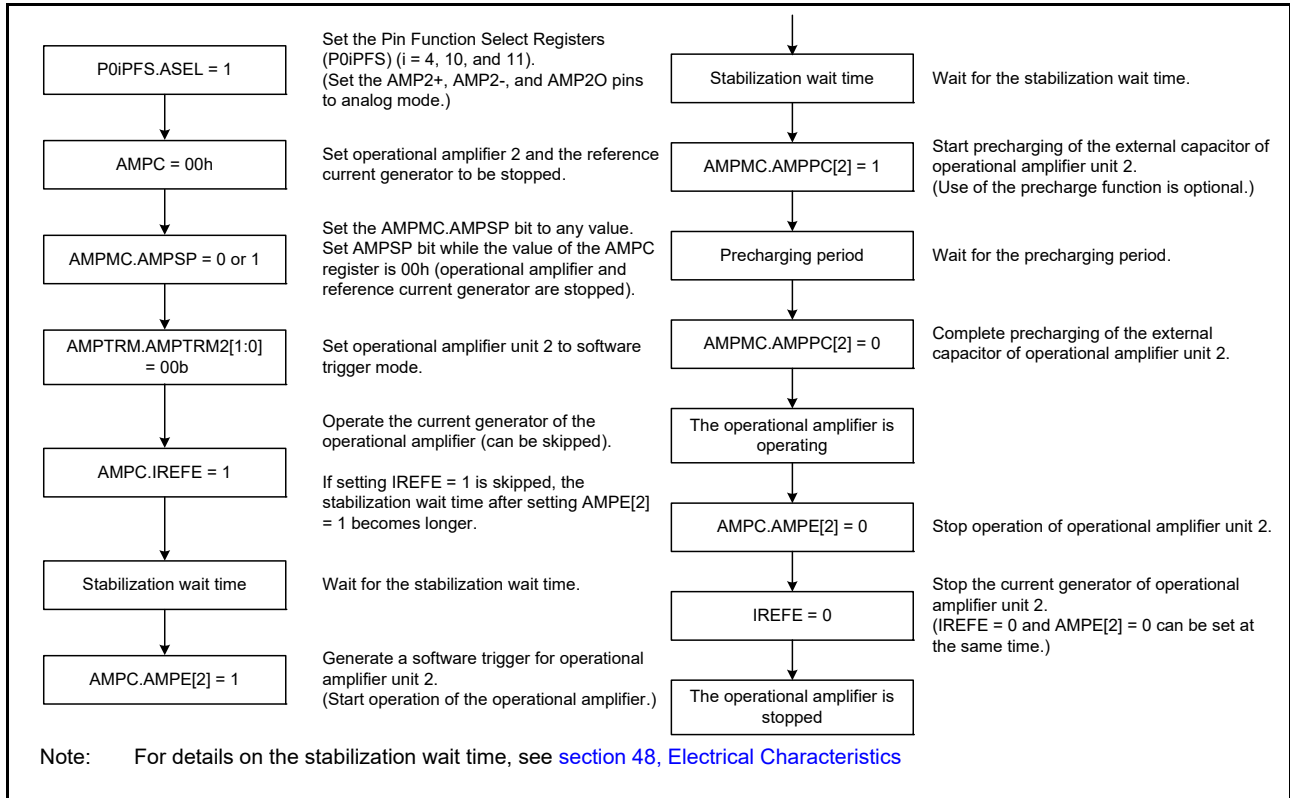 P0iPFS.ASEL = 1
Set the Pin Function Select Registers
(P0iPFS) (i = 4, 10, and 11).
(Set the AMP2+, AMP2-, and AMP2O pins
to analog mode.)
AMPC = 00h
Set operational amplifier 2 and the reference
current generator to be stopped.
AMPMC.AMPSP = 0 or 1
Set the AMPMC.AMPSP bit to any value.
Set AMPSP bit while the value of the AMPC
register is 00h (operational amplifier and
reference current generator are stopped).
AMPTRM.AMPTRM2[1:0]
= 00b
Set operational amplifier unit 2 to software
trigger mode.
AMPC.IREFE = 1
Operate the current generator of the
operational amplifier (can be skipped).
If setting IREFE = 1 is skipped, the
stabilization wait time after setting AMPE[2]
= 1 becomes longer.
Stabilization wait time
Wait for the stabilization wait time.
AMPC.AMPE[2] = 1
Generate a software trigger for operational
amplifier unit 2.
(Start operation of the operational amplifier.)
Stabilization wait time
Wait for the stabilization wait time.
AMPMC.AMPPC[2] = 1
Start precharging of the external capacitor of
operational amplifier unit 2.
(Use of the precharge function is optional.)
Precharging period
Wait for the precharging period.
AMPMC.AMPPC[2] = 0
Complete precharging of the external
capacitor of operational amplifier unit 2.
The operational amplifier is
operating
AMPC.AMPE[2] = 0
Stop operation of operational amplifier unit 2.
IREFE = 0
Stop the current generator of operational
amplifier unit 2.
(IREFE = 0 and AMPE[2] = 0 can be set at
the same time.)
The operational amplifier is
stopped
Note: For details on the stabilization wait time, see section 48, Electrical Characteristics